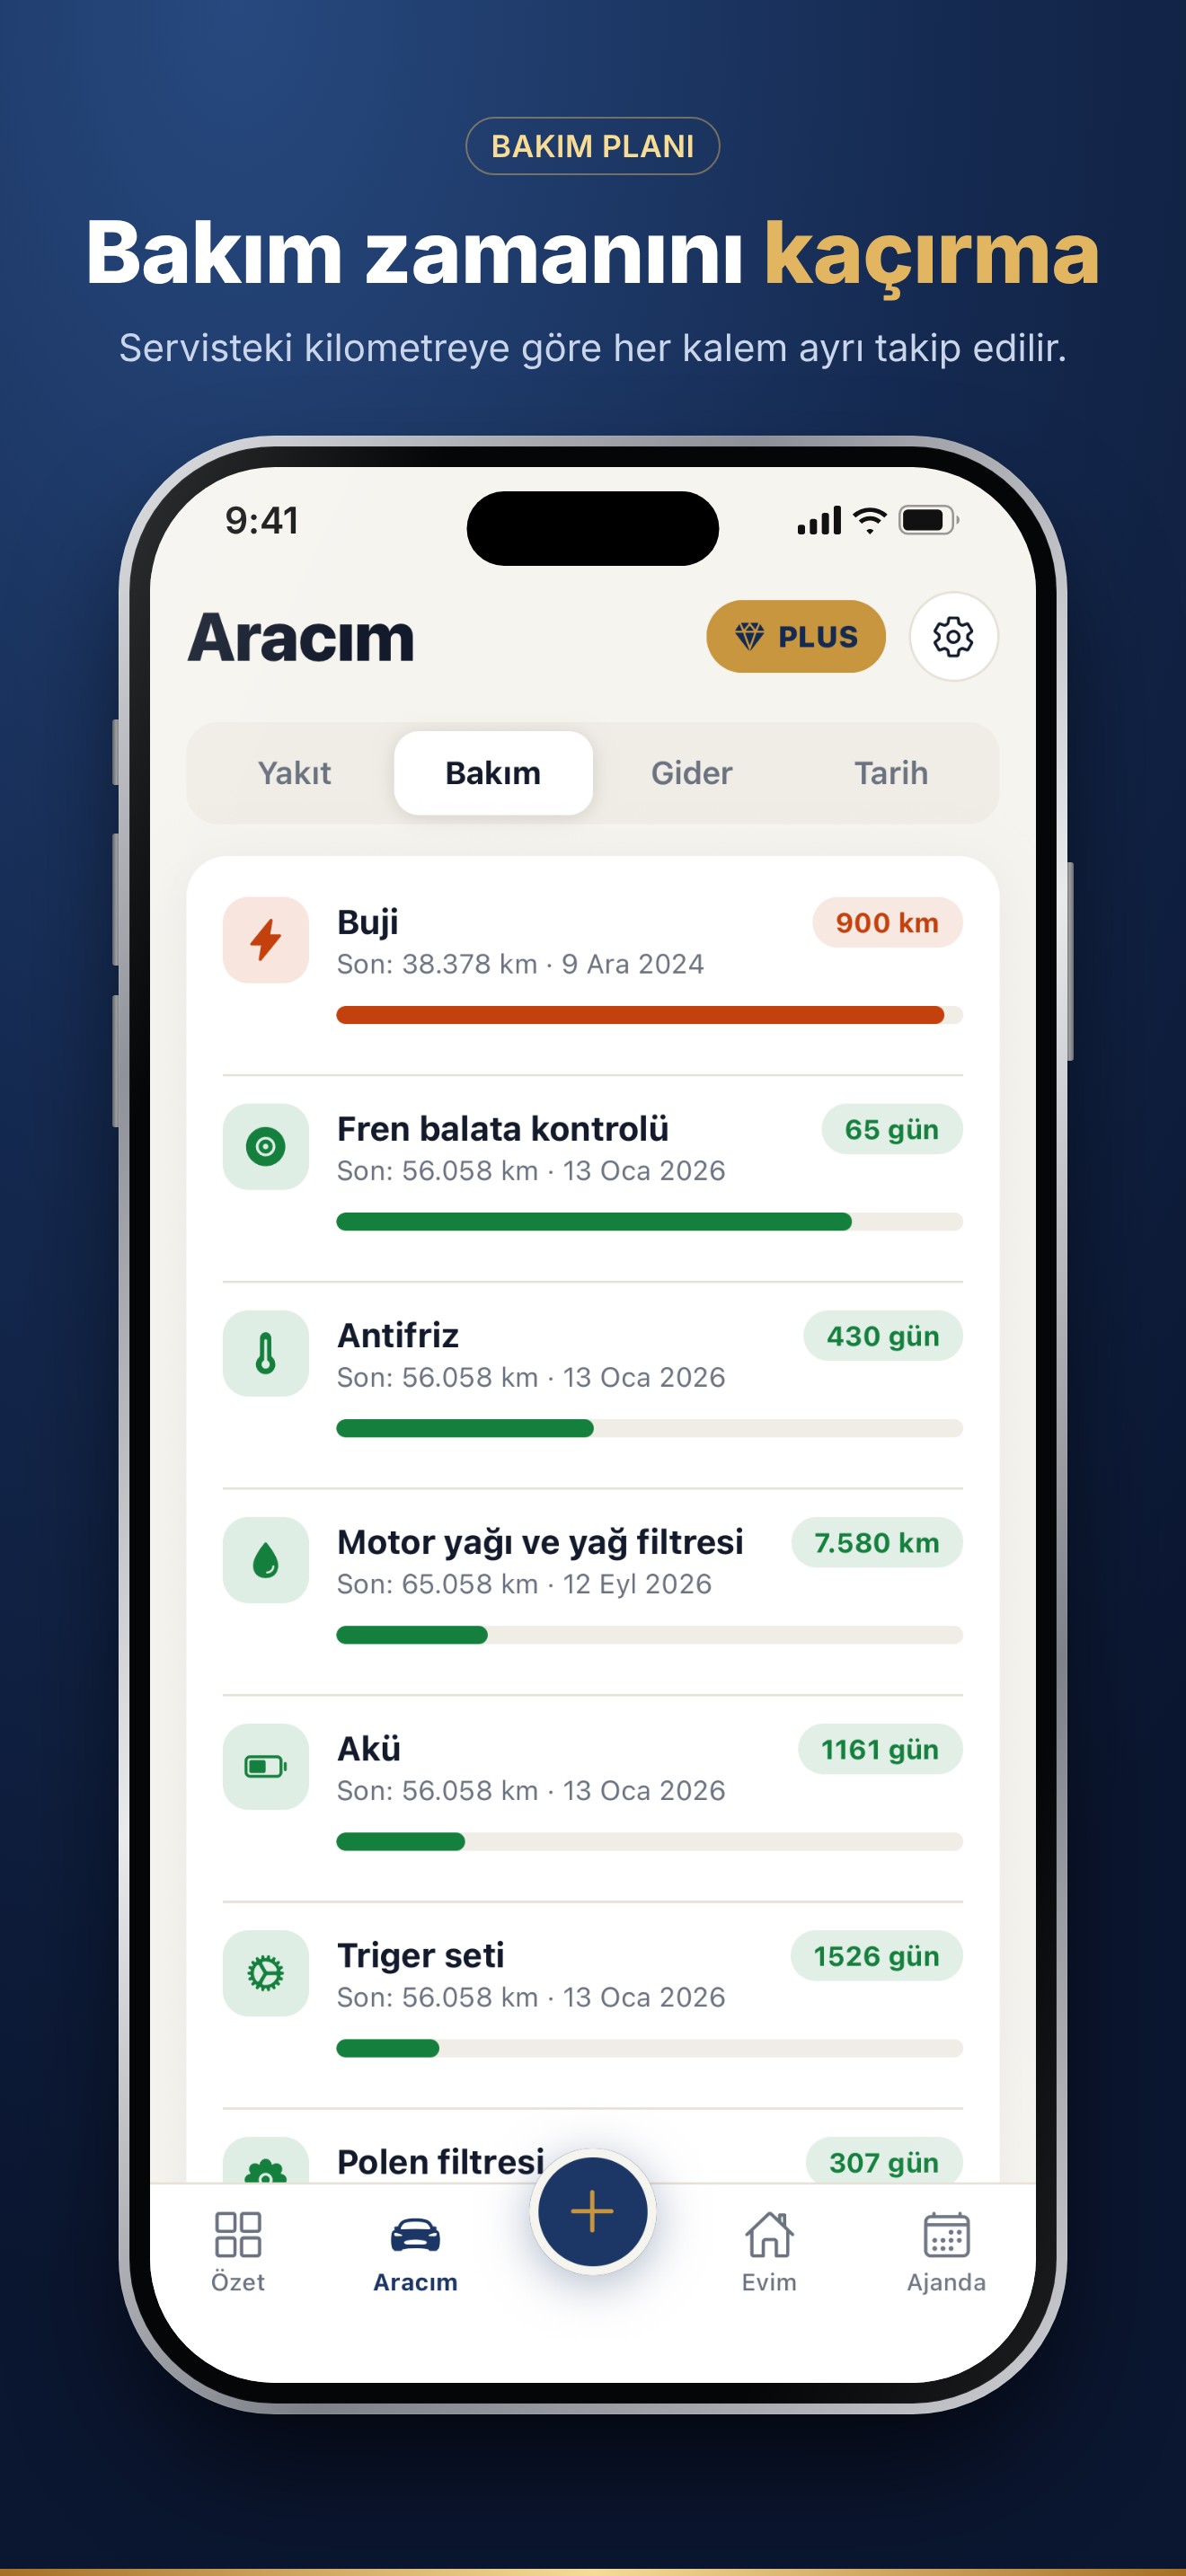 BAKIM PLANI
Bakım zamanını kaçırma
Servisteki kilometreye göre her kalem ayrı takip edilir.
9:41
Aracım
PLUS
Yakıt
Bakım
Gider
Tarih
Buji
900 km
Son: 38.378 km · 9 Ara 2024
Fren balata kontrolü
65 gün
Son: 56.058 km · 13 Oca 2026
Antifriz
430 gün
Son: 56.058 km · 13 Oca 2026
Motor yağı ve yağ filtresi
7.580 km
Son: 65.058 km · 12 Eyl 2026
Akü
1161 gün
Son: 56.058 km · 13 Oca 2026
Triger seti
1526 gün
Son: 56.058 km · 13 Oca 2026
Polen filtresi
307 gün
Özet
Aracım
Evim
Ajanda